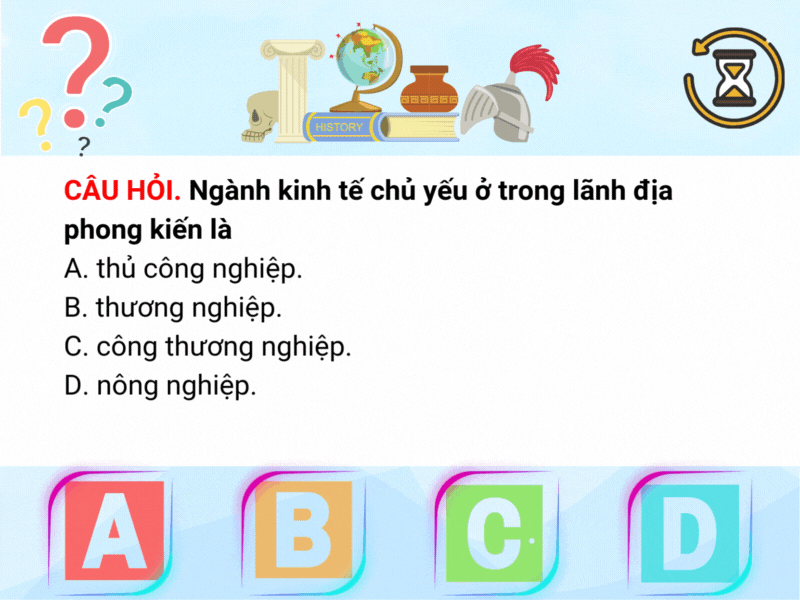 ? ? ? ?
HISTORY
CÂU HỎI. Ngành kinh tế chủ yếu ở trong lãnh địa
phong kiến là
A. thủ công nghiệp.
B. thương nghiệp.
C. công thương nghiệp.
D. nông nghiệp.
A B C D